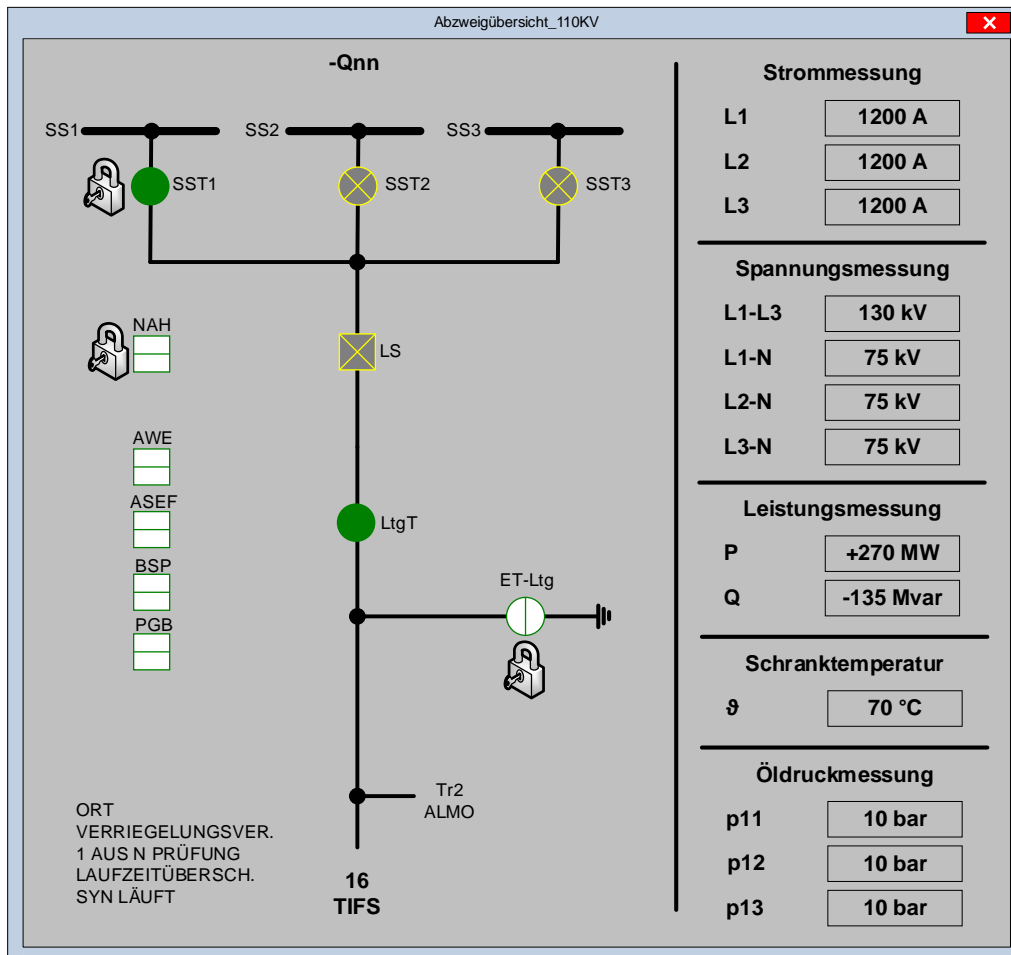 Abzweigübersicht_110KV
-Qnn
SS1
SS2
SS3
SST1
SST2
SST3
NAH
LS
AWE
ASEF
LtgT
BSP
ET-Ltg
PGB
Tr2
ALMO
ORT
VERRIEGELUNGSVER.
1 AUS N PRÜFUNG
LAUFZEITÜBERSCH.
SYN LÄUFT
16
TIFS
Strommessung
L1 1200 A
L2 1200 A
L3 1200 A
Spannungsmessung
L1-L3 130 kV
L1-N 75 kV
L2-N 75 kV
L3-N 75 kV
Leistungsmessung
P +270 MW
Q -135 Mvar
Schranktemperatur
ϑ 70 °C
Öldruckmessung
p11 10 bar
p12 10 bar
p13 10 bar